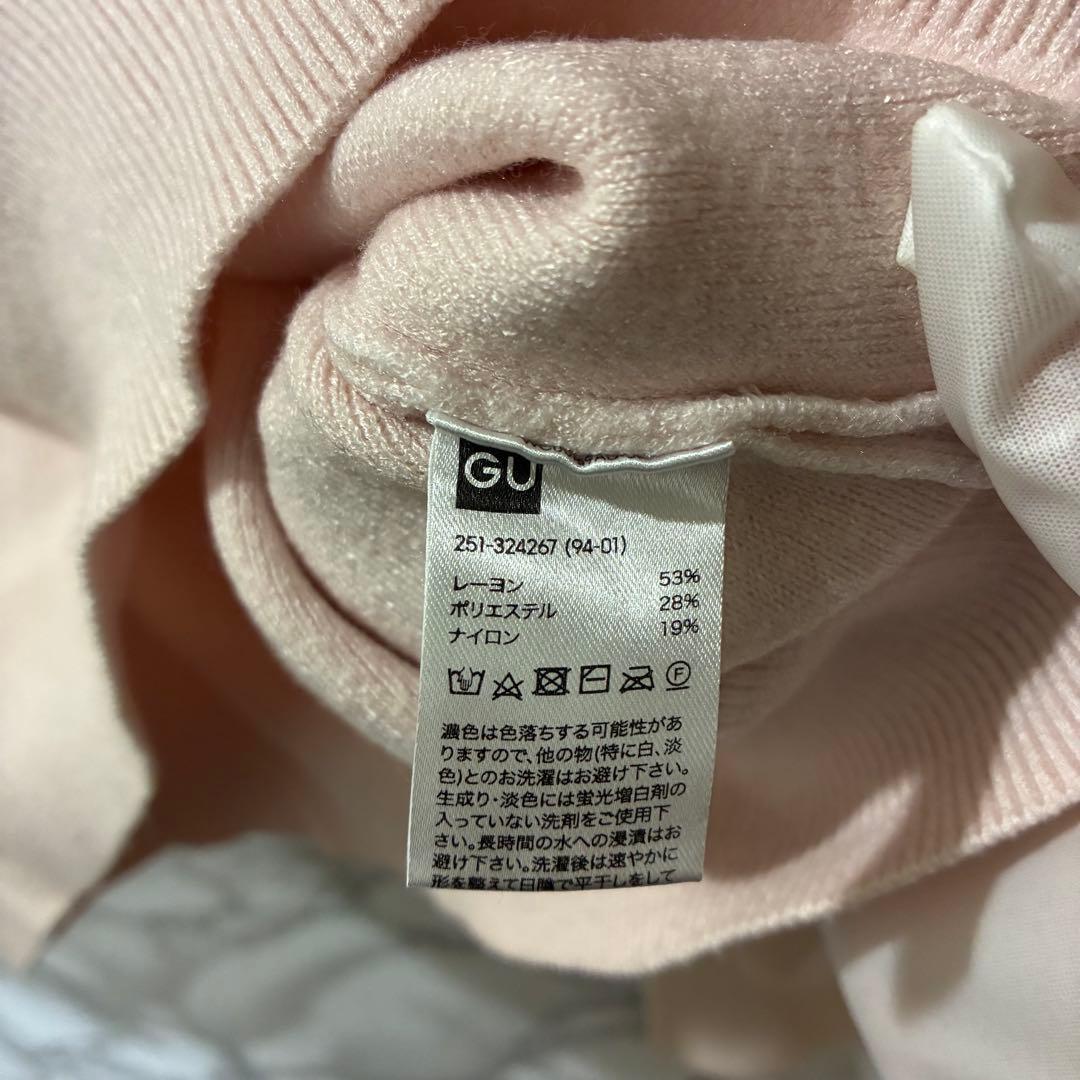 GU
251-324267 (94-01)
レーヨン 53%
ポリエステル 28%
ナイロン 19%
F
濃色は色落ちする可能性があ
りますので、他の物(特に白、淡
色)とのお洗濯はお避け下さい。
生成り・淡色には蛍光増白剤の
入っていない洗剤をご使用下
さい。長時間の水への浸漬はお
避け下さい。洗濯後は速やかに
形を整えて日陰で平干しをして